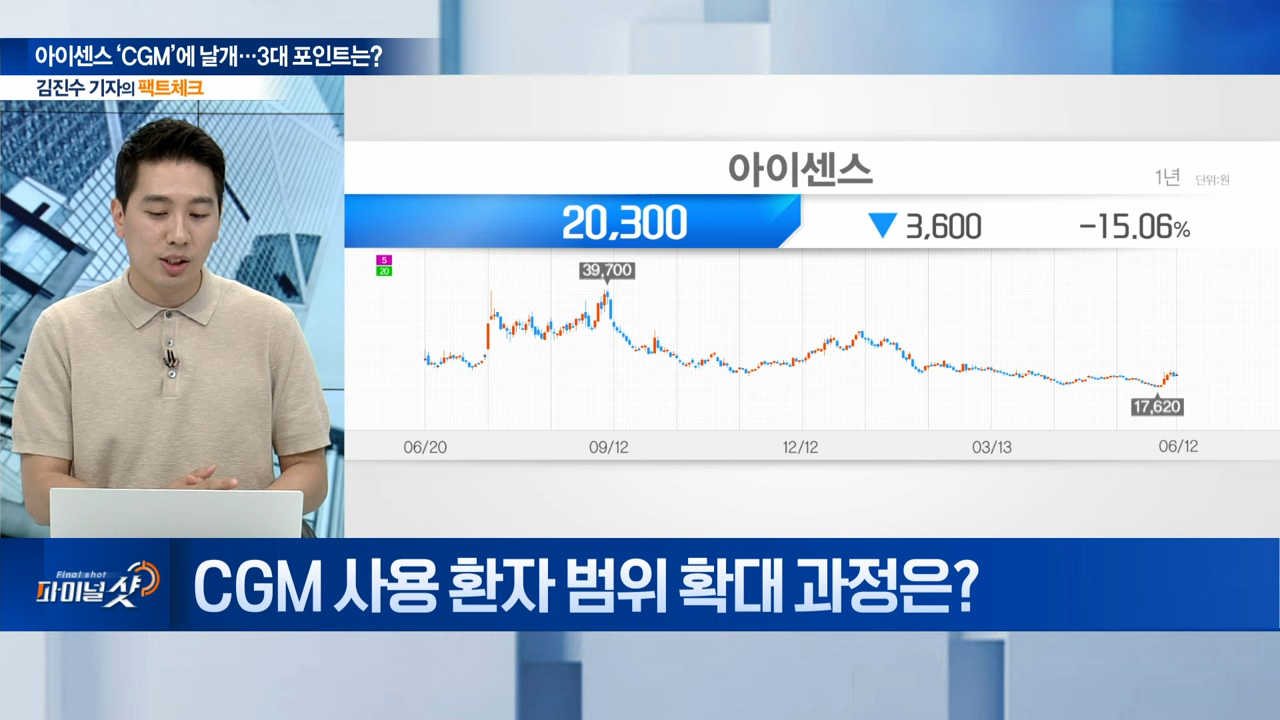 아이센스 ‘CGM’에 날개…3대 포인트는?
김진수 기자의 팩트체크
아이센스
1년 단위:원
20,300 ▼ 3,600 -15.06%
5
20
39,700
17,620
06/20 09/12 12/12 03/13 06/12
Final shot
파이널샷
CGM 사용 환자 범위 확대 과정은?